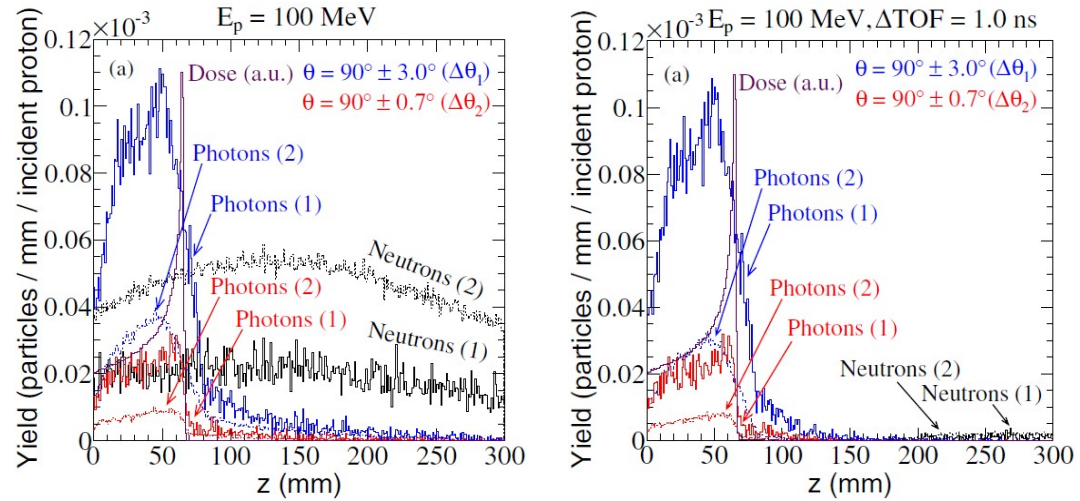 ×10⁻³ E_p = 100 MeV
0.12
(a)
Dose (a.u.)
θ = 90° ± 3.0° (Δθ₁)
θ = 90° ± 0.7° (Δθ₂)
0.1
Photons (2)
0.08
Photons (1)
0.06
Neutrons (2)
0.04
Photons (2)
Photons (1)
Neutrons (1)
0.02
0
0 50 100 150 200 250 300
z (mm)
Yield (particles / mm / incident proton)
×10⁻³ E_p = 100 MeV, ΔTOF = 1.0 ns
0.12
(a)
Dose (a.u.)
θ = 90° ± 3.0° (Δθ₁)
θ = 90° ± 0.7° (Δθ₂)
0.1
0.08
Photons (2)
Photons (1)
0.06
0.04
Photons (2)
Photons (1)
0.02
Neutrons (2)
Neutrons (1)
0
0 50 100 150 200 250 300
z (mm)
Yield (particles / mm / incident proton)